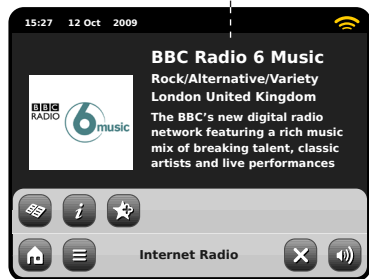 15:27 12 Oct 2009
BBC Radio 6 Music
Rock/Alternative/Variety
London United Kingdom
BBC
RADIO
6
music
The BBC's new digital radio
network featuring a rich music
mix of breaking talent, classic
artists and live performances
i
Internet Radio